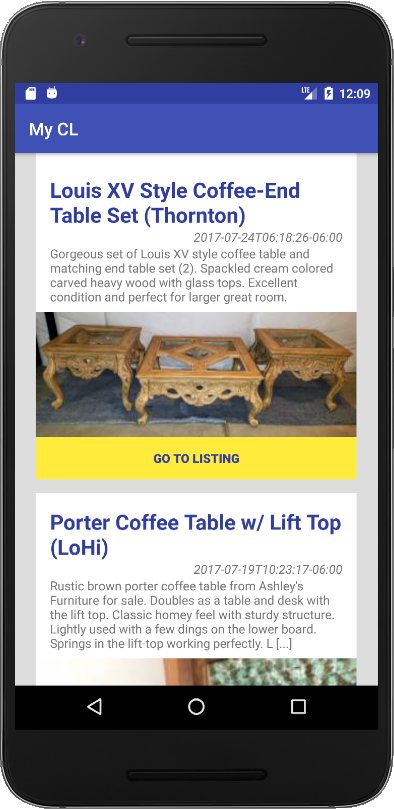 LTE 12:09
My CL
Louis XV Style Coffee-End
Table Set (Thornton)
2017-07-24T06:18:26-06:00
Gorgeous set of Louis XV style coffee table and
matching end table set (2). Spackled cream colored
carved heavy wood with glass tops. Excellent
condition and perfect for larger great room.
GO TO LISTING
Porter Coffee Table w/ Lift Top
(LoHi)
2017-07-19T10:23:17-06:00
Rustic brown porter coffee table from Ashley's
Furniture for sale. Doubles as a table and desk with
the lift top. Classic homey feel with sturdy structure.
Lightly used with a few dings on the lower board.
Springs in the lift-top working perfectly. L [...]